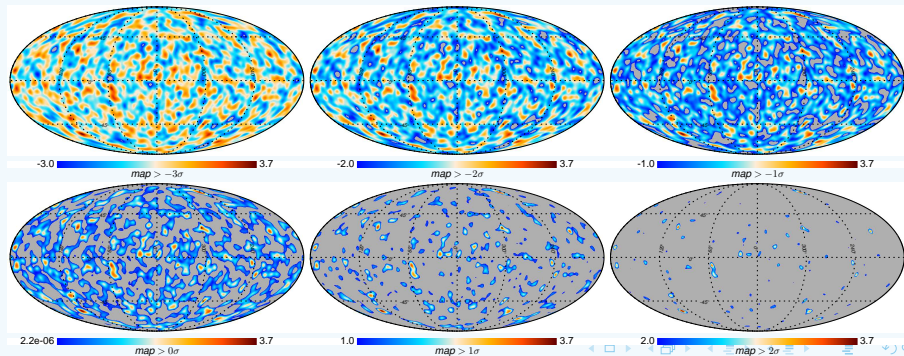 -3.0 3.7 -2.0 3.7 -1.0 3.7
map > −3σ map > −2σ map > −1σ
2.2e-06 3.7 1.0 3.7 2.0 3.7
map > 0σ map > 1σ map > 2σ